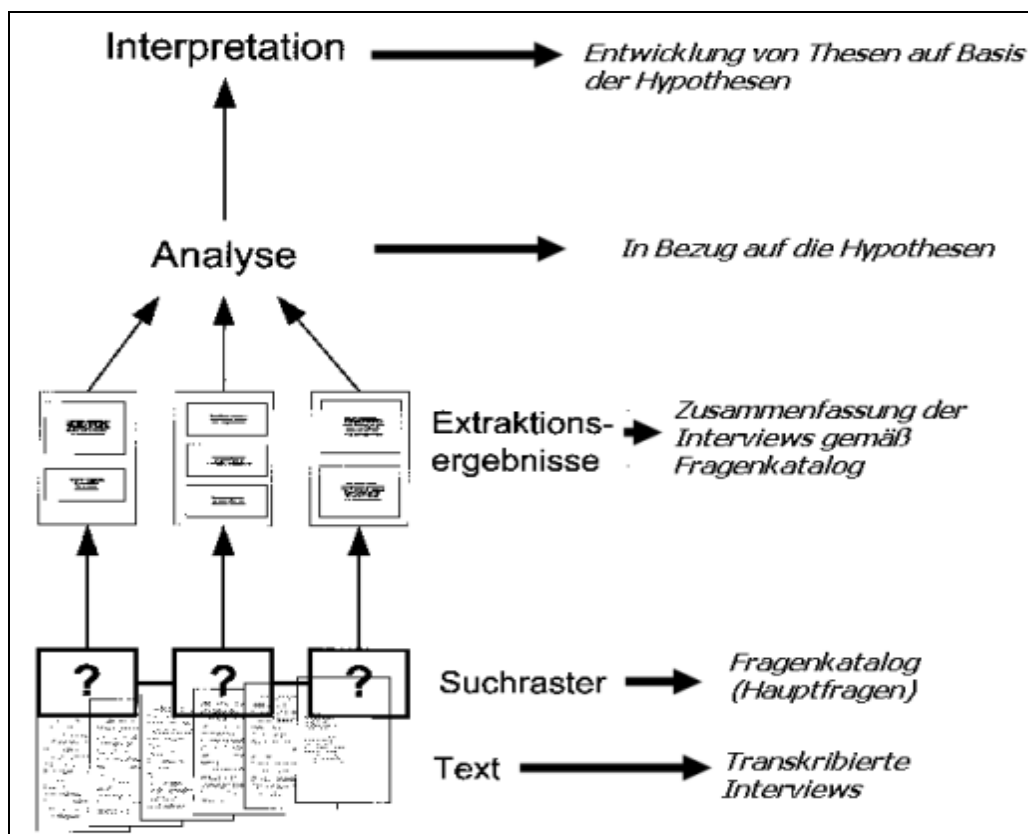 Interpretation
Entwicklung von Thesen auf Basis
der Hypothesen
Analyse
In Bezug auf die Hypothesen
Extraktions-
ergebnisse
Zusammenfassung der
Interviews gemäß
Fragenkatalog
? ? ?
Suchraster
Fragenkatalog
(Hauptfragen)
Text
Transkribierte
Interviews